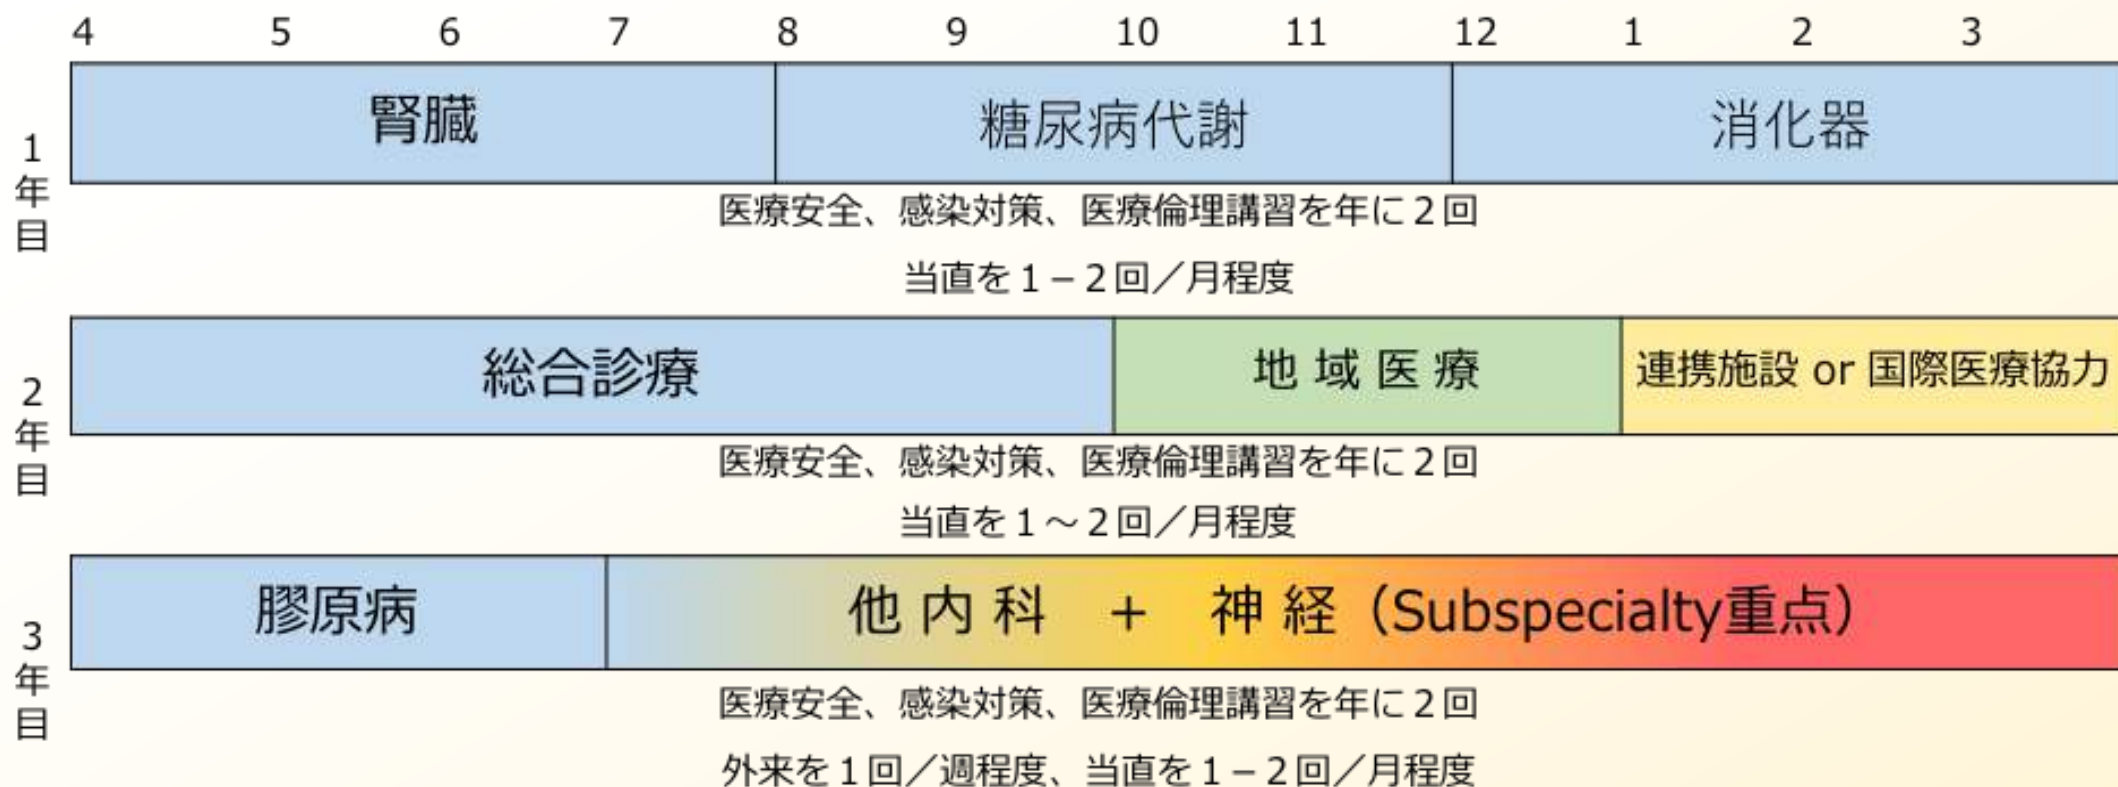 4 5 6 7 8 9 10 11 12 1 2 3
1年目
腎臓 糖尿病代謝 消化器
医療安全、感染対策、医療倫理講習を年に2回
当直を1－2回／月程度
2年目
総合診療 地域医療 連携施設 or 国際医療協力
医療安全、感染対策、医療倫理講習を年に2回
当直を1～2回／月程度
3年目
膠原病 他内科 + 神経（Subspecialty重点）
医療安全、感染対策、医療倫理講習を年に2回
外来を1回／週程度、当直を1－2回／月程度